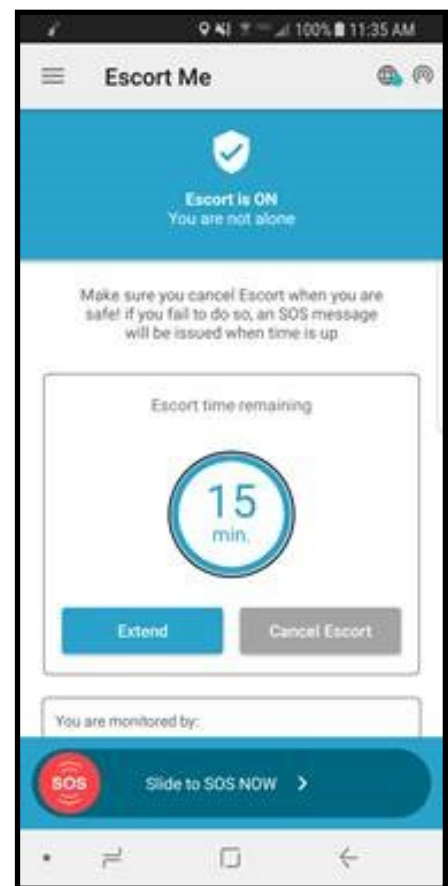 100% 11:35 AM
Escort Me
Escort is ON
You are not alone
Make sure you cancel Escort when you are
safe! if you fail to do so, an SOS message
will be issued when time is up
Escort time remaining
15
min.
Extend Cancel Escort
You are monitored by:
SOS Slide to SOS NOW >